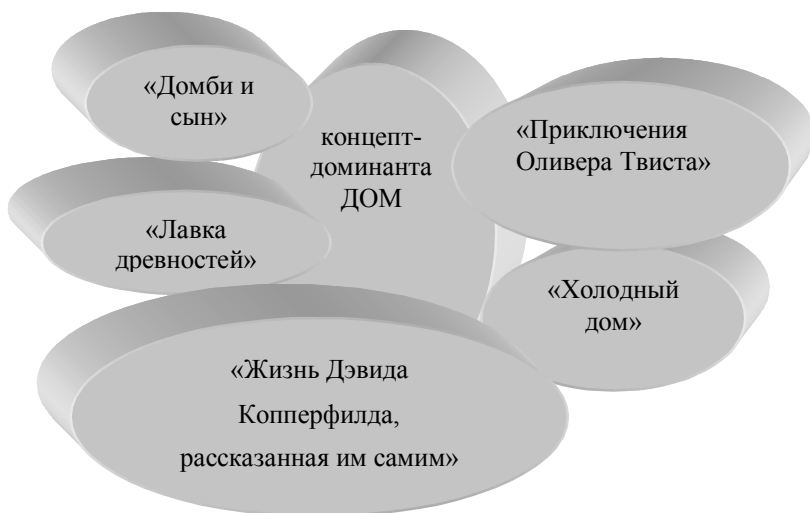 «Домби и
сын»
концепт-
доминанта
ДОМ
«Приключения
Оливера Твиста»
«Лавка
древностей»
«Холодный
дом»
«Жизнь Дэвида
Копперфилда,
рассказанная им самим»